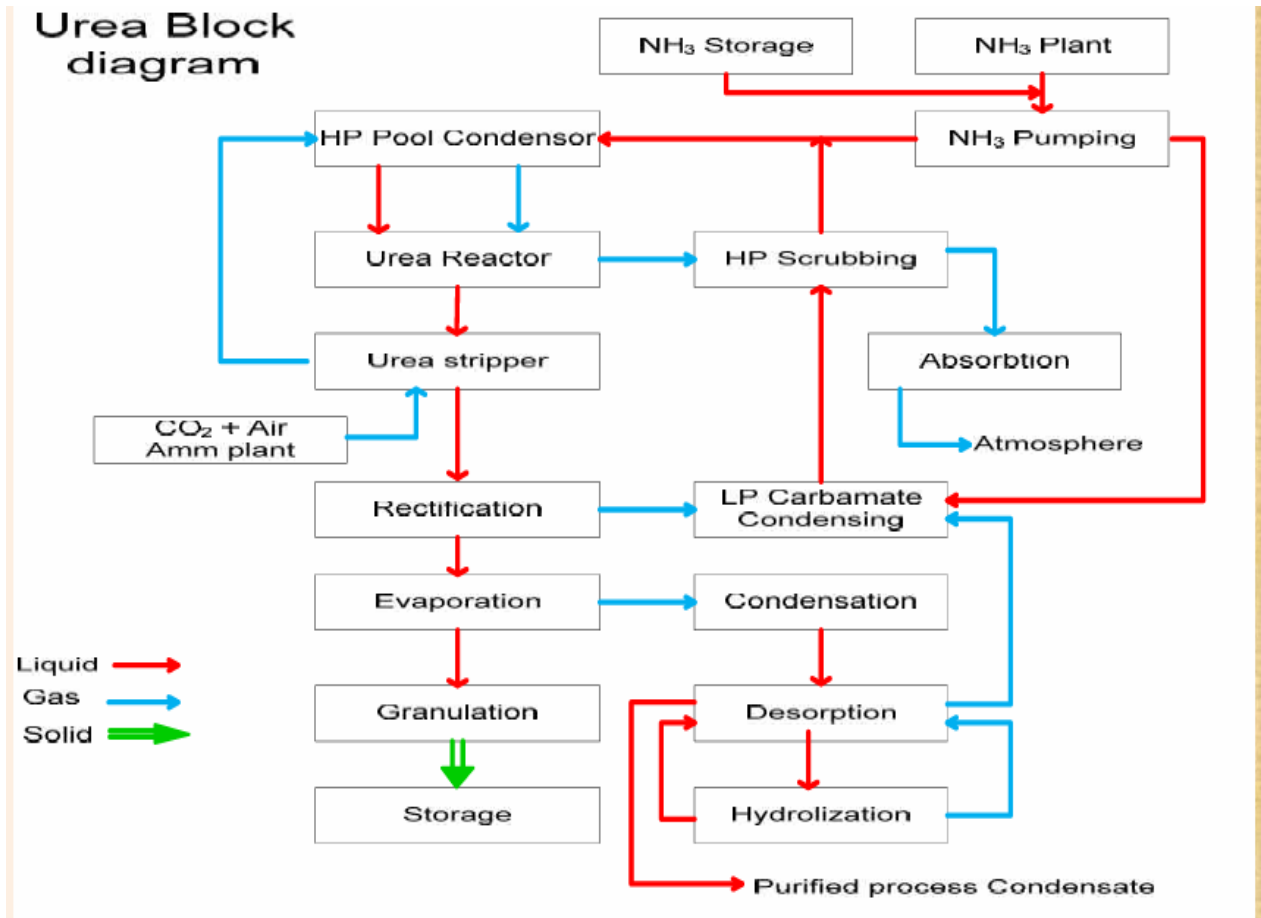 Urea Block
diagram
NH₃ Storage
NH₃ Plant
HP Pool Condensor
NH₃ Pumping
Urea Reactor
HP Scrubbing
Urea stripper
Absorbtion
CO₂ + Air
Amm plant
Atmosphere
Rectification
LP Carbamate
Condensing
Evaporation
Condensation
Liquid
Gas
Solid
Granulation
Desorption
Storage
Hydrolization
Purified process Condensate